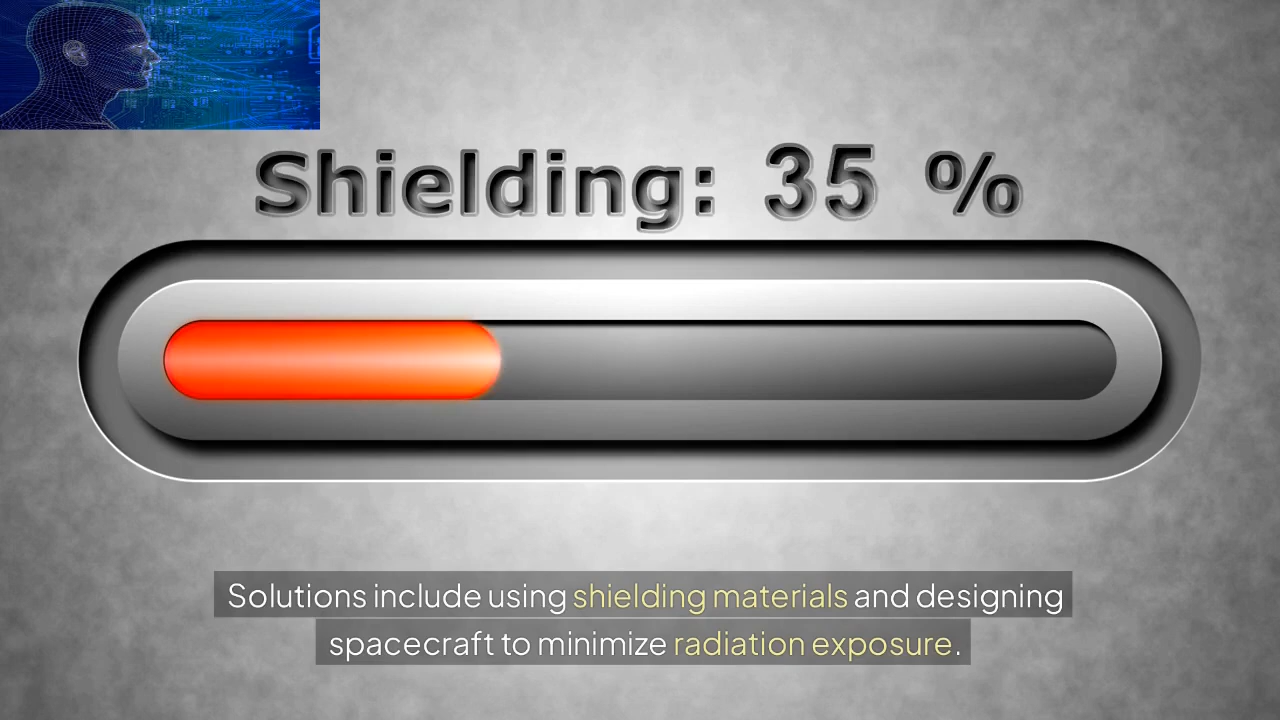 Shielding: 35 %
Solutions include using shielding materials and designing
spacecraft to minimize radiation exposure.